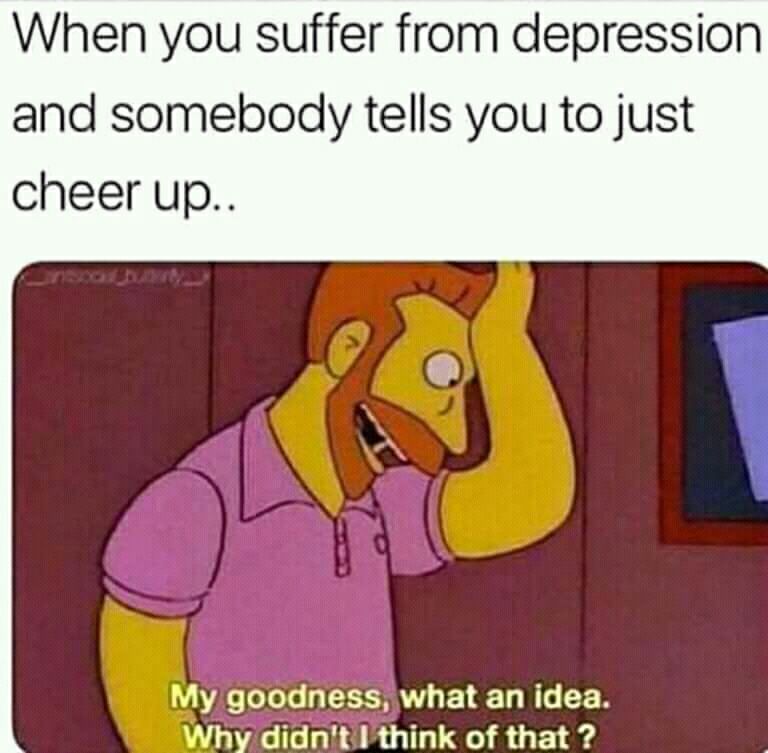 When you suffer from depression
and somebody tells you to just
cheer up..
My goodness, what an idea.
Why didn't I think of that ?